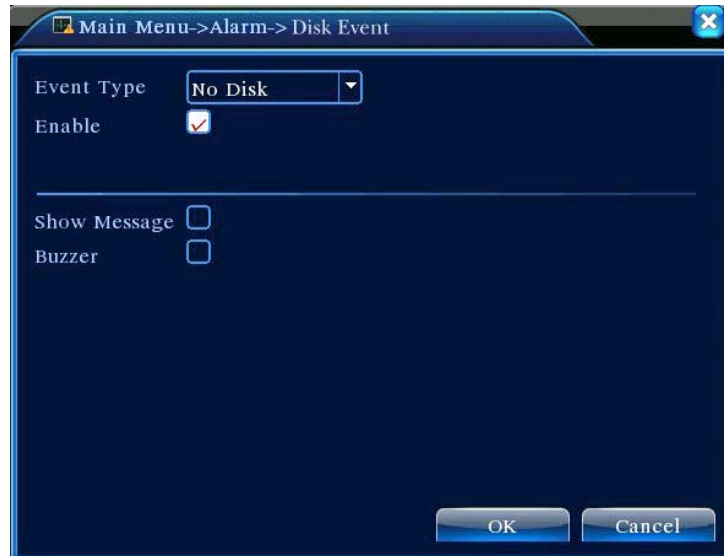 Main Menu->Alarm-> Disk Event
Event Type No Disk
Enable
Show Message
Buzzer
OK Cancel